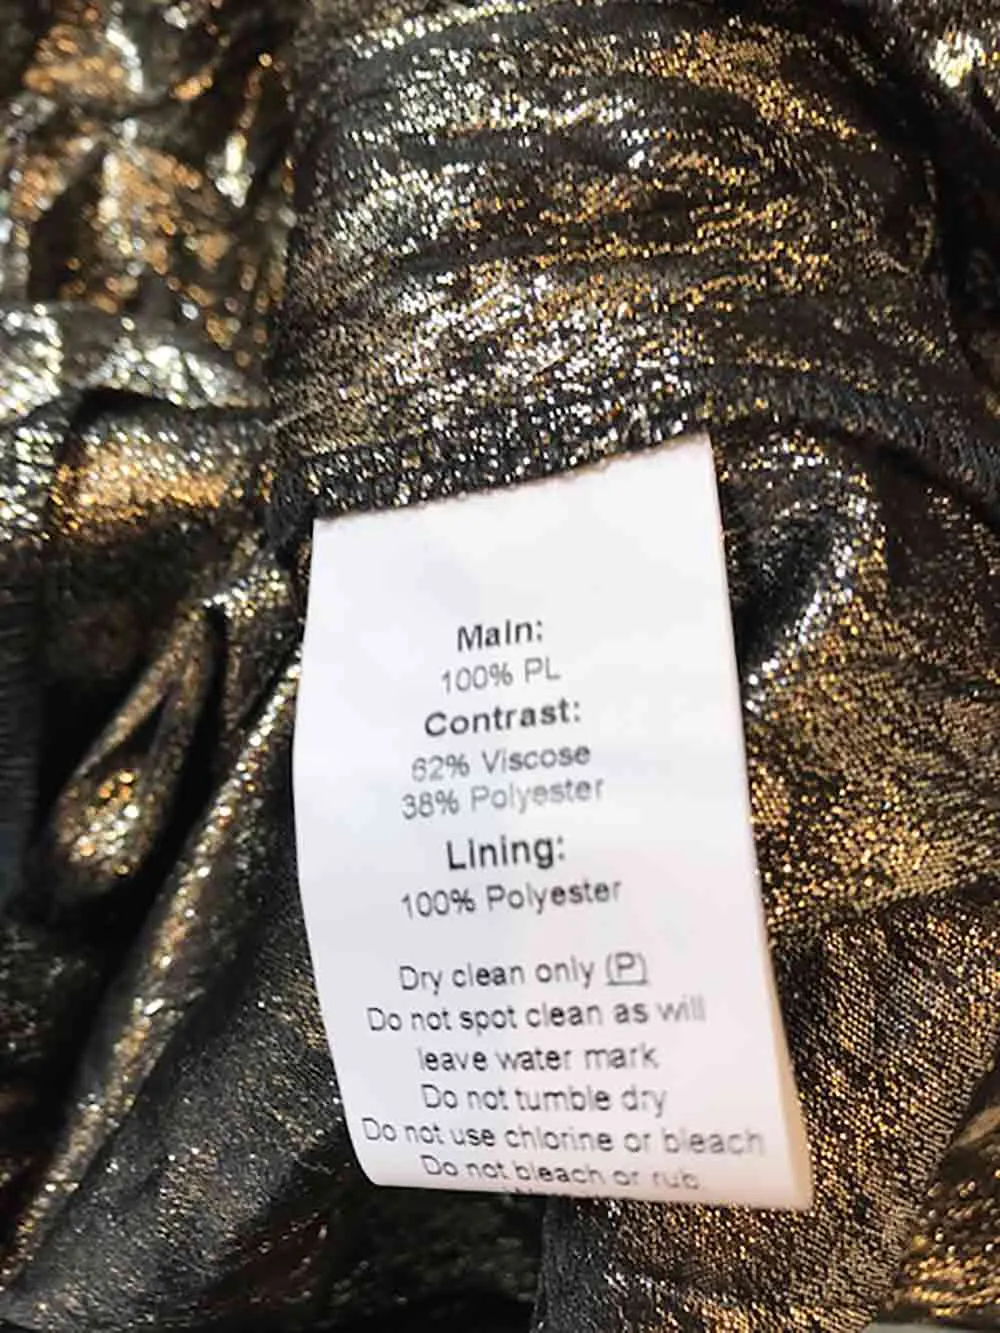 Main:
100% PL
Contrast:
62% Viscose
38% Polyester
Lining:
100% Polyester
Dry clean only (P)
Do not spot clean as will
leave water mark
Do not tumble dry
Do not use chlorine or bleach
Do not bleach or rub